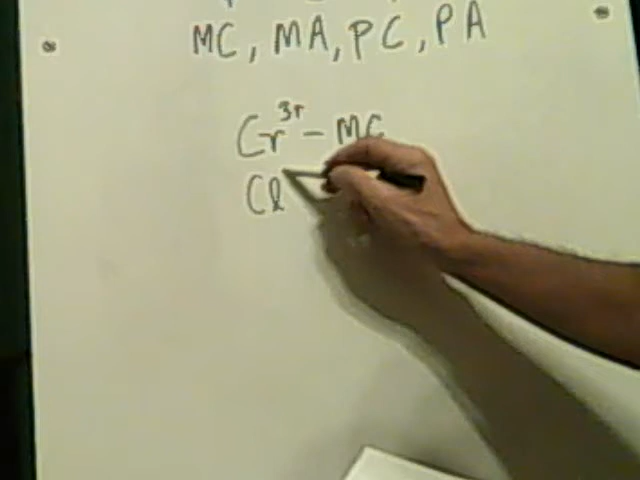 MC, MA, PC, PA
Cr³⁺ – MC
Cl